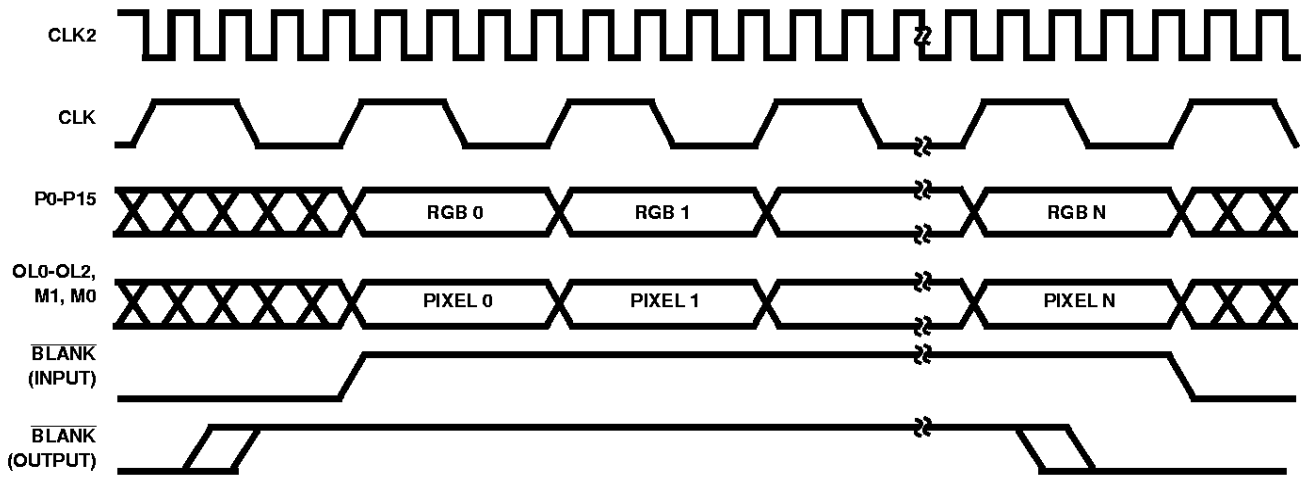 CLK2
CLK
P0-P15
RGB 0 RGB 1 RGB N
OL0-OL2,
M1, M0
PIXEL 0 PIXEL 1 PIXEL N
BLANK
(INPUT)
BLANK
(OUTPUT)